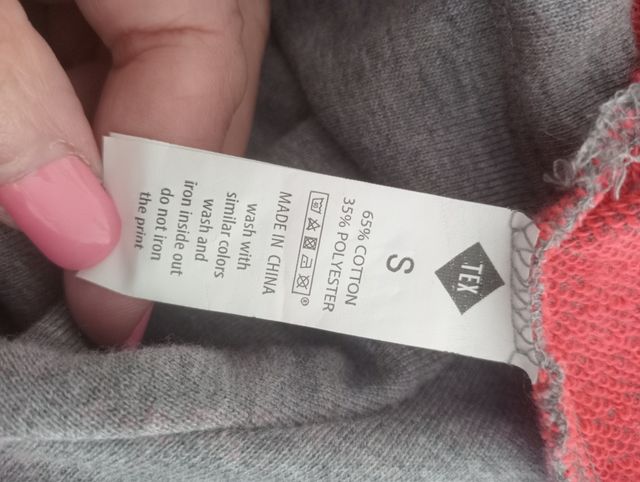 TEX
S
65% COTTON
35% POLYESTER
MADE IN CHINA
wash with
similar colors
wash and
iron inside out
do not iron
the print